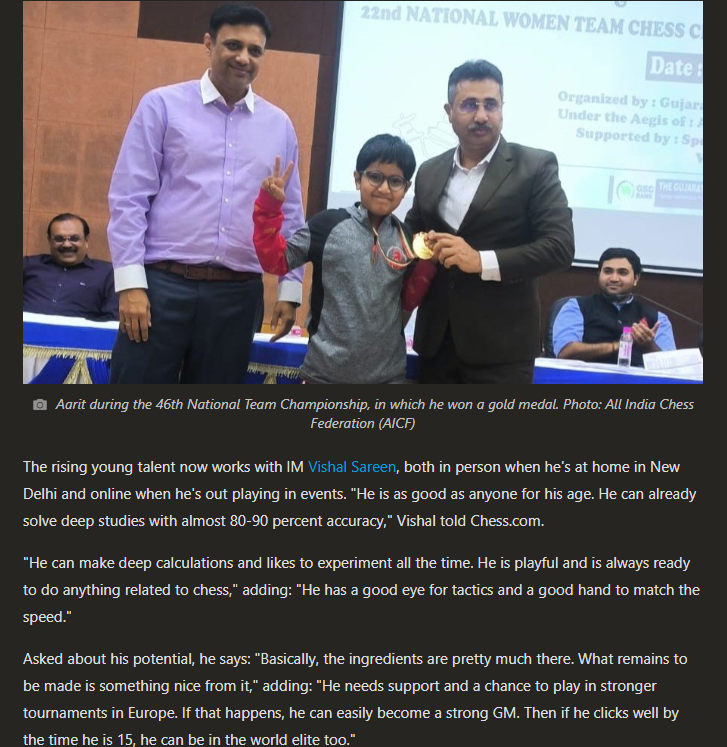 22nd NATIONAL WOMEN TEAM CHESS C
Date :
Organized by : Gujara
Under the Aegis of : A
Supported by : Sp
GSC
BANK
THE GUJARA
Aarit during the 46th National Team Championship, in which he won a gold medal. Photo: All India Chess
Federation (AICF)
The rising young talent now works with IM Vishal Sareen, both in person when he's at home in New
Delhi and online when he's out playing in events. "He is as good as anyone for his age. He can already
solve deep studies with almost 80-90 percent accuracy," Vishal told Chess.com.
"He can make deep calculations and likes to experiment all the time. He is playful and is always ready
to do anything related to chess," adding: "He has a good eye for tactics and a good hand to match the
speed."
Asked about his potential, he says: "Basically, the ingredients are pretty much there. What remains to
be made is something nice from it," adding: "He needs support and a chance to play in stronger
tournaments in Europe. If that happens, he can easily become a strong GM. Then if he clicks well by
the time he is 15, he can be in the world elite too."